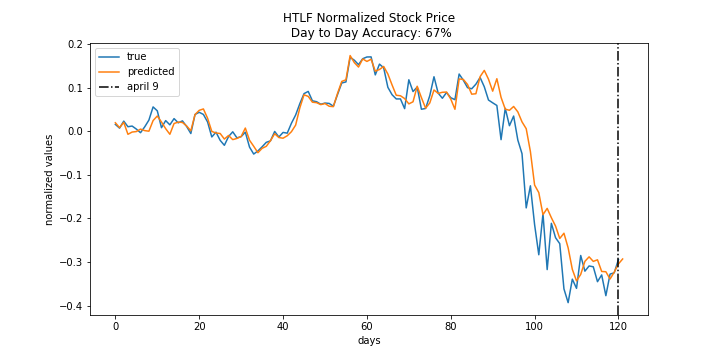 HTLF Normalized Stock Price
Day to Day Accuracy: 67%
true
predicted
april 9
normalized values
0.2
0.1
0.0
−0.1
−0.2
−0.3
−0.4
0
20
40
60
80
100
120
days